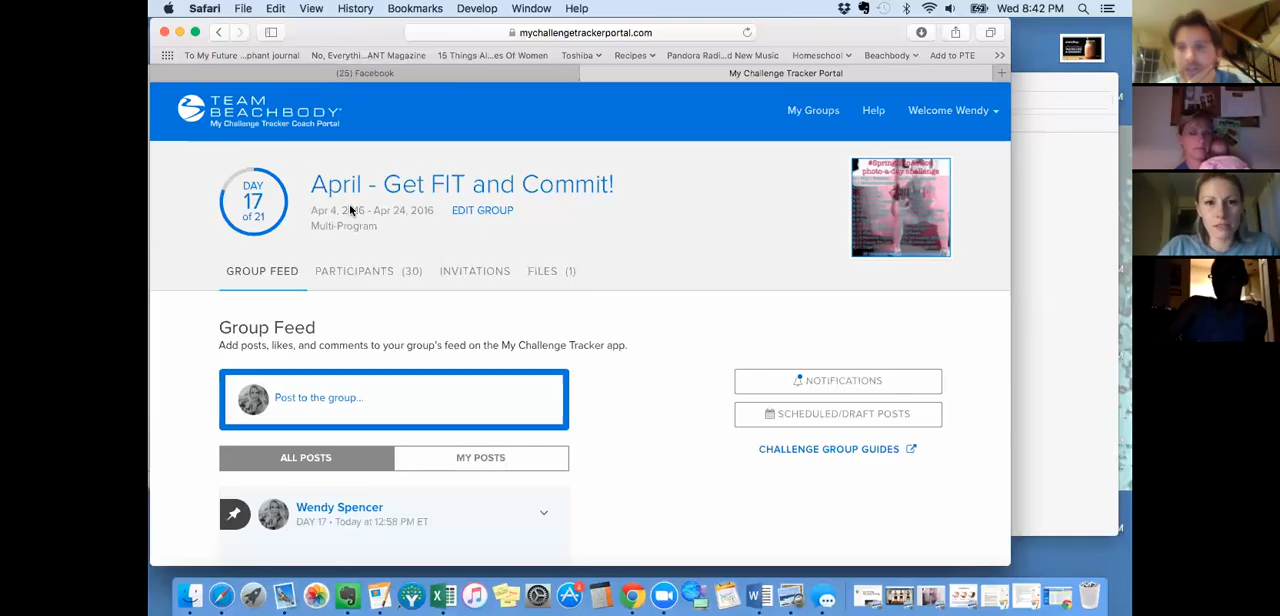 Safari File Edit View History Bookmarks Develop Window Help Wed 8:42 PM
mychallengetrackerportal.com
To My Future ...phant journal No, Everythi...ANT Magazine 15 Things Al...es Of Women Toshiba Recipes Pandora Radi...d New Music Homeschool Beachbody Add to PTE >>
(25) Facebook My Challenge Tracker Portal +
TEAM
BEACHBODY
My Challenge Tracker Coach Portal
My Groups Help Welcome Wendy
DAY
17
of 21
April - Get FIT and Commit!
Apr 4, 2016 - Apr 24, 2016 EDIT GROUP
Multi-Program
photo-a-day challenge
GROUP FEED PARTICIPANTS (30) INVITATIONS FILES (1)
Group Feed
Add posts, likes, and comments to your group's feed on the My Challenge Tracker app.
Post to the group...
NOTIFICATIONS
SCHEDULED/DRAFT POSTS
CHALLENGE GROUP GUIDES
ALL POSTS MY POSTS
Wendy Spencer
DAY 17 • Today at 12:58 PM ET